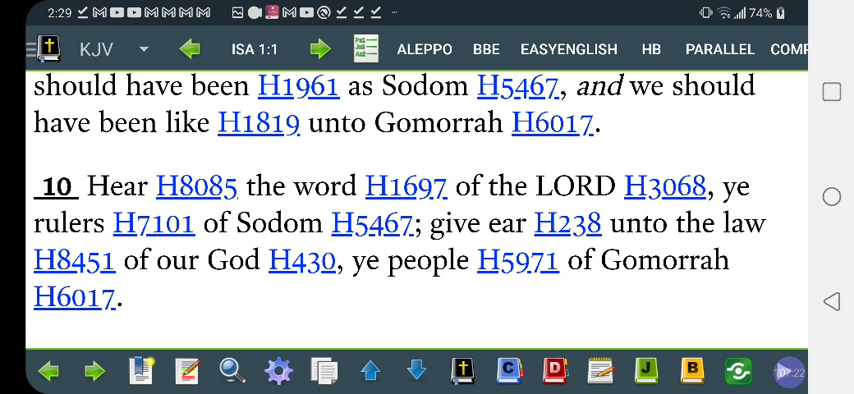 2:29 74%
KJV ISA 1:1 ALEPPO BBE EASYENGLISH HB PARALLEL
should have been H1961 as Sodom H5467, and we should
have been like H1819 unto Gomorrah H6017.
10 Hear H8085 the word H1697 of the LORD H3068, ye
rulers H7101 of Sodom H5467; give ear H238 unto the law
H8451 of our God H430, ye people H5971 of Gomorrah
H6017.
C D J B